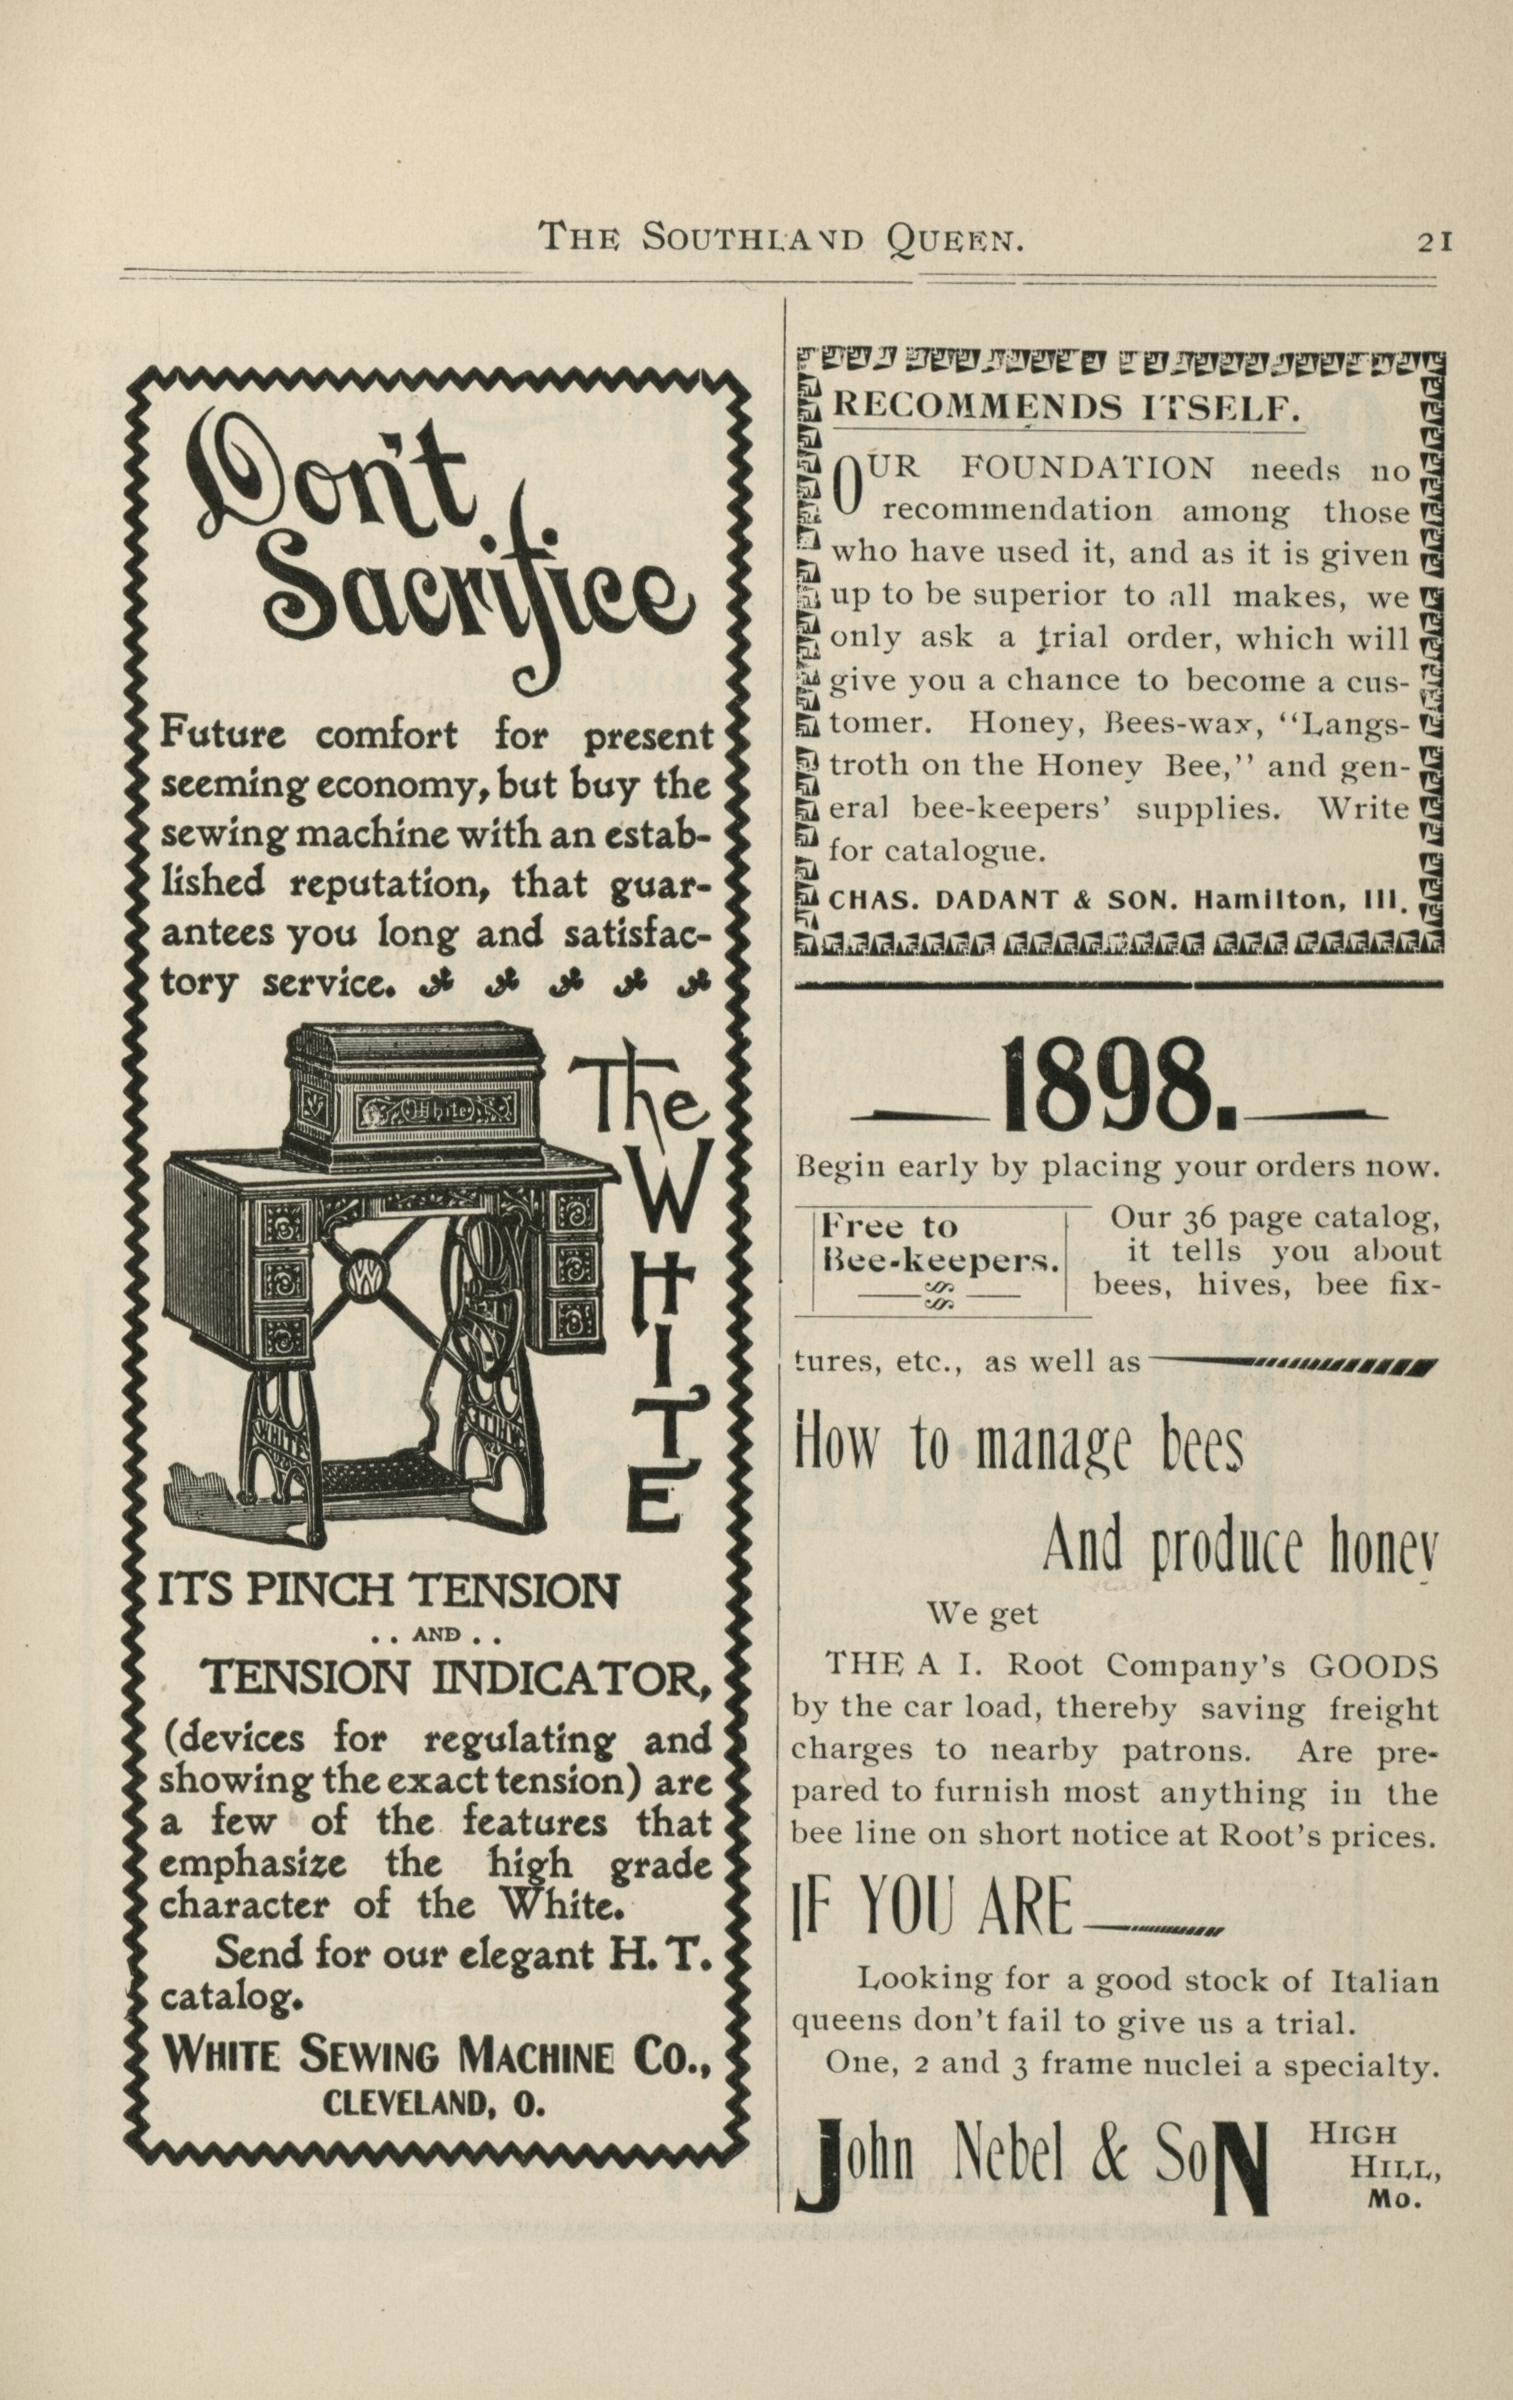 THE SOUTHLAND QUEEN.
21
Don't
Sacrifice
Future comfort for present
seeming economy, but buy the
sewing machine with an estab-
lished reputation, that guar-
antees you long and satisfac-
tory service.
White
The
WHITE
W
WHITE
WHITE
ITS PINCH TENSION
. . AND . .
TENSION INDICATOR,
(devices for regulating and
showing the exact tension) are
a few of the features that
emphasize the high grade
character of the White.
Send for our elegant H. T.
catalog.
WHITE SEWING MACHINE CO.,
CLEVELAND, O.
RECOMMENDS ITSELF.
OUR FOUNDATION needs no
recommendation among those
who have used it, and as it is given
up to be superior to all makes, we
only ask a trial order, which will
give you a chance to become a cus-
tomer. Honey, Bees-wax, "Langs-
troth on the Honey Bee," and gen-
eral bee-keepers' supplies. Write
for catalogue.
CHAS. DADANT & SON. Hamilton, Ill.
1898.
Begin early by placing your orders now.
Free to
Bee-keepers.
Our 36 page catalog,
it tells you about
bees, hives, bee fix-
tures, etc., as well as
How to manage bees
And produce honey
We get
THE A I. Root Company's GOODS
by the car load, thereby saving freight
charges to nearby patrons. Are pre-
pared to furnish most anything in the
bee line on short notice at Root's prices.
IF YOU ARE
Looking for a good stock of Italian
queens don't fail to give us a trial.
One, 2 and 3 frame nuclei a specialty.
John Nebel & SoN
HIGH
HILL,
Mo.